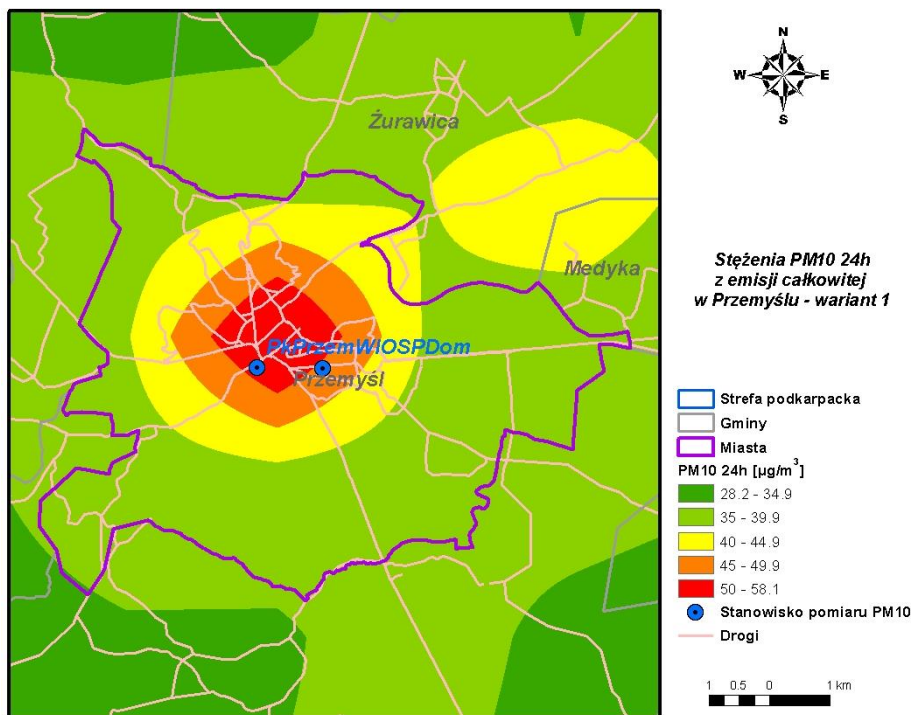 N
W E
S
Żurawica
Medyka
PkPrzemWIOSPDom
Przemyśl
Stężenia PM10 24h
z emisji całkowitej
w Przemyślu - wariant 1
Strefa podkarpacka
Gminy
Miasta
PM10 24h [µg/m³]
28.2 - 34.9
35 - 39.9
40 - 44.9
45 - 49.9
50 - 58.1
Stanowisko pomiaru PM10
Drogi
1 0.5 0 1 km